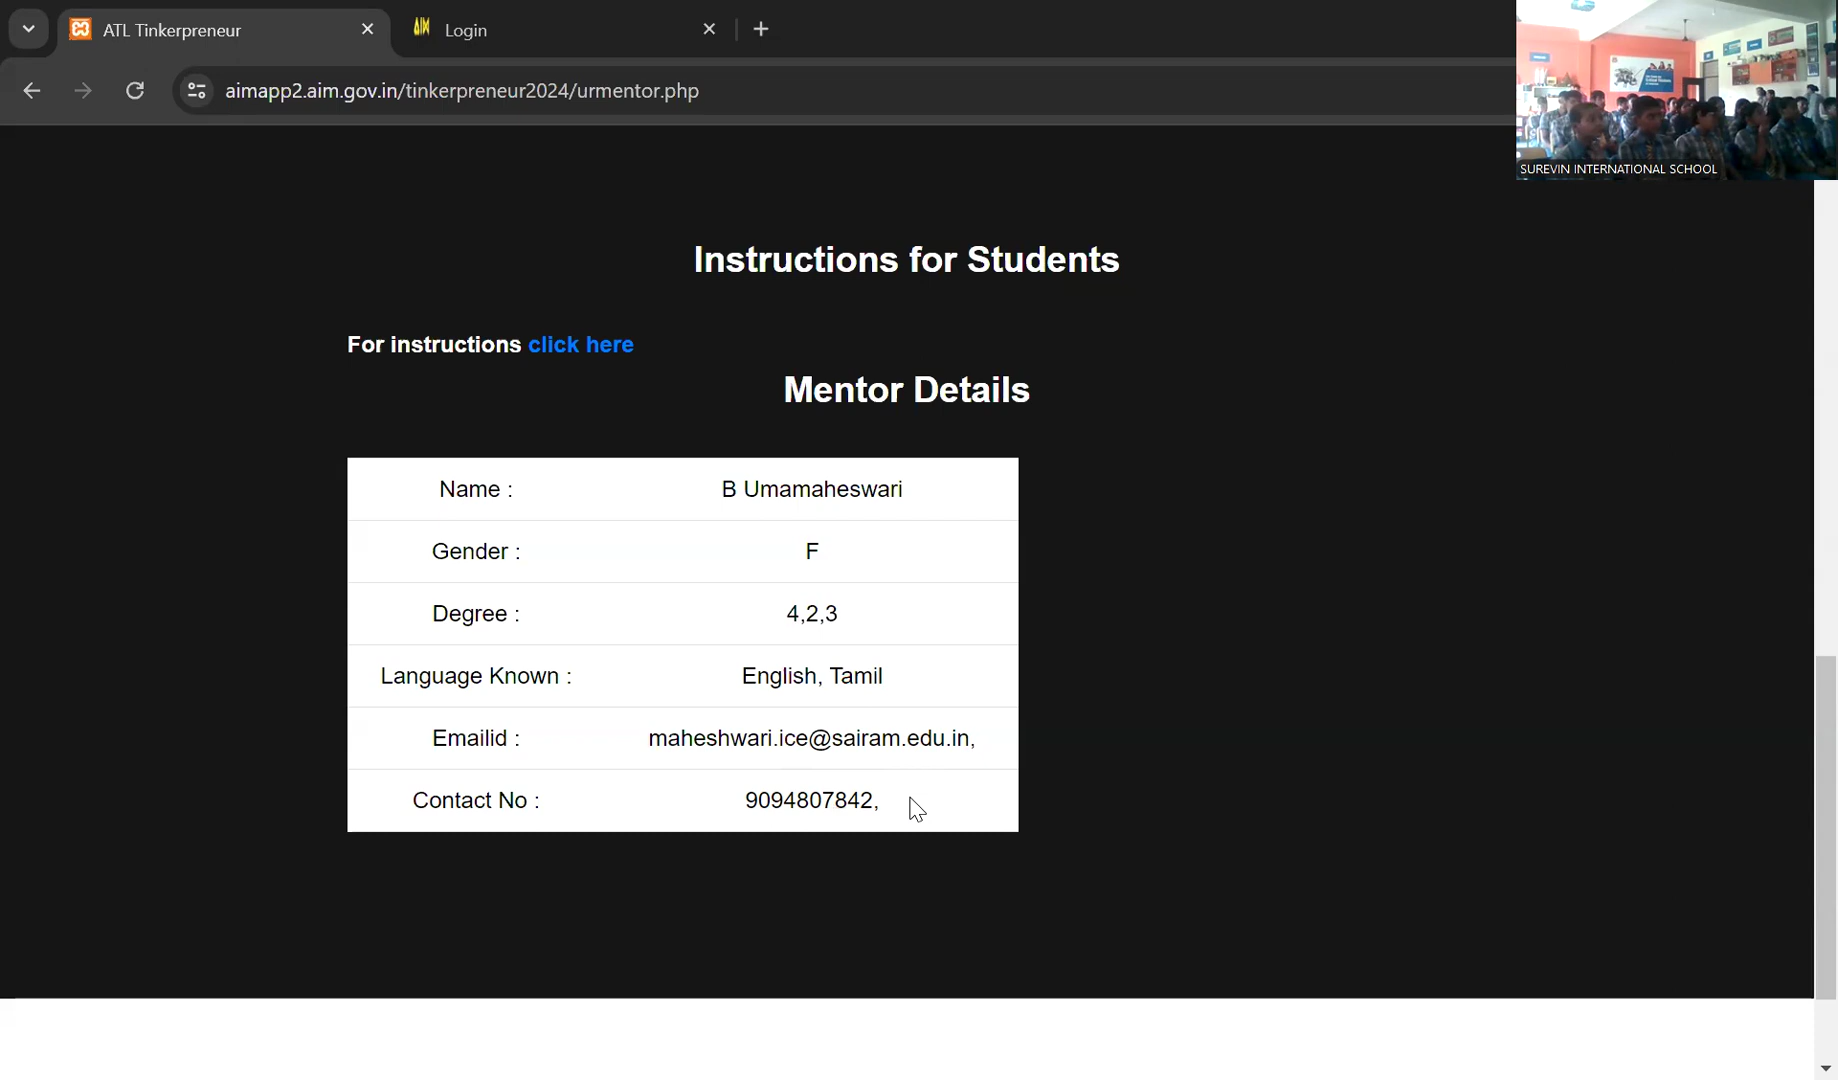 ATL Tinkerpreneur
Login
aimapp2.aim.gov.in/tinkerpreneur2024/urmentor.php
SUREVIN INTERNATIONAL SCHOOL
Instructions for Students
For instructions click here
Mentor Details
Name : B Umamaheswari
Gender : F
Degree : 4,2,3
Language Known : English, Tamil
Emailid : maheshwari.ice@sairam.edu.in,
Contact No : 9094807842,